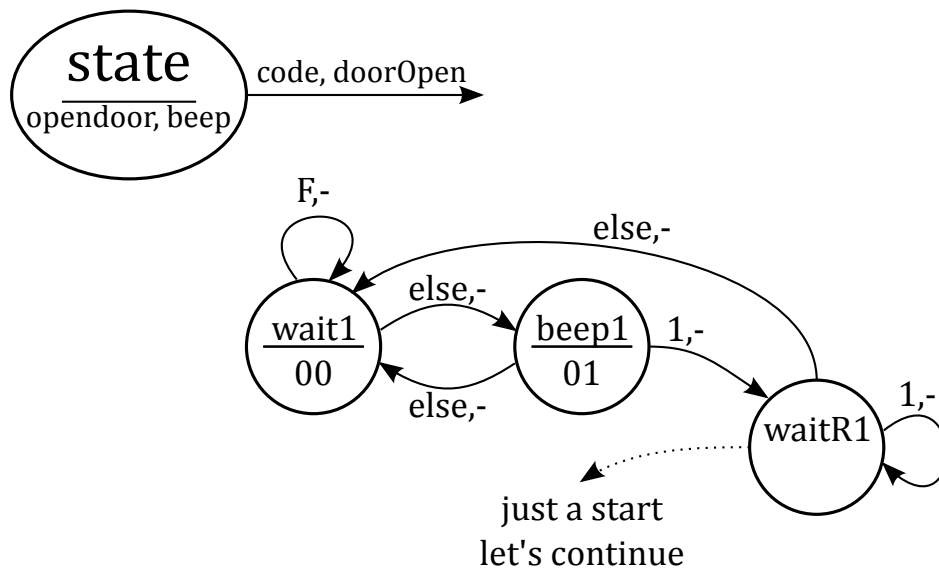 state
opendoor, beep
code, doorOpen
F,-
else,-
else,-
wait1
00
beep1
01
1,-
else,-
waitR1
1,-
just a start
let's continue